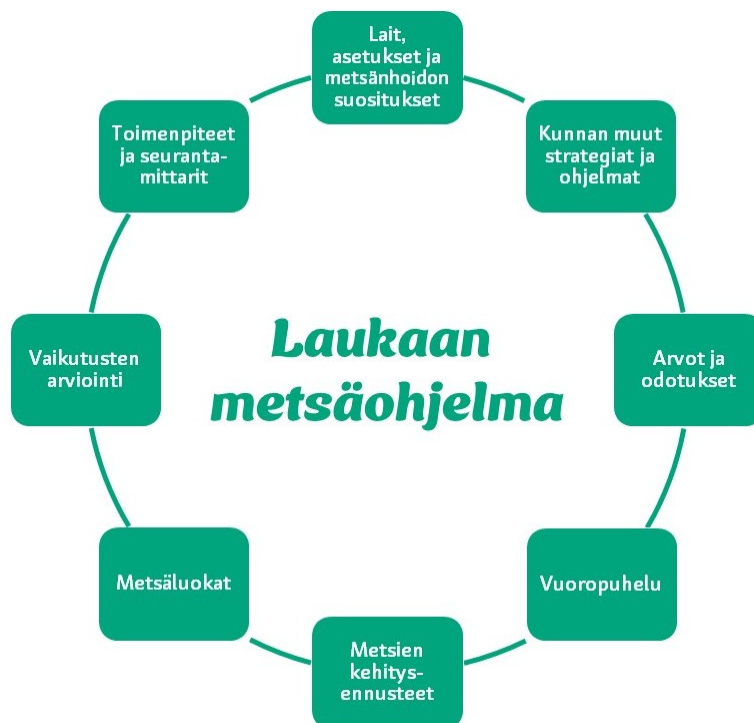 Lait,
asetukset ja
metsänhoidon
suositukset
Kunnan muut
strategiat ja
ohjelmat
Arvot ja
odotukset
Vuoropuhelu
Metsien
kehitys-
ennusteet
Metsäluokat
Vaikutusten
arviointi
Toimenpiteet
ja seuranta-
mittarit
Laukaan
metsäohjelma